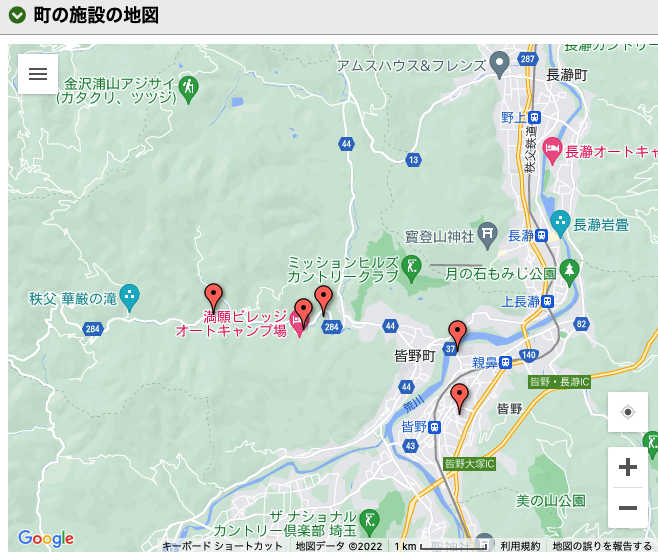 町の施設の地図
長瀞カントリー
アムスハウス&フレンズ
287
長瀞町
金沢浦山アジサイ
(カタクリ、ツツジ)
野上
秩父鉄道
44
13
長瀞オートキャ
長瀞岩畳
寳登山神社
長瀞
ミッションヒルズ
カントリークラブ
月の石もみじ公園
秩父 華厳の滝
上長瀞
満願ビレッジ
オートキャンプ場
284
284
44
82
37
皆野町
親鼻
140
皆野・長瀞IC
44
荒川
皆野
皆野
43
皆野大塚IC
美の山公園
ザ ナショナル
カントリー倶楽部 埼玉
Google
キーボード ショートカット
地図データ ©2022
1 km
利用規約
地図の誤りを報告する